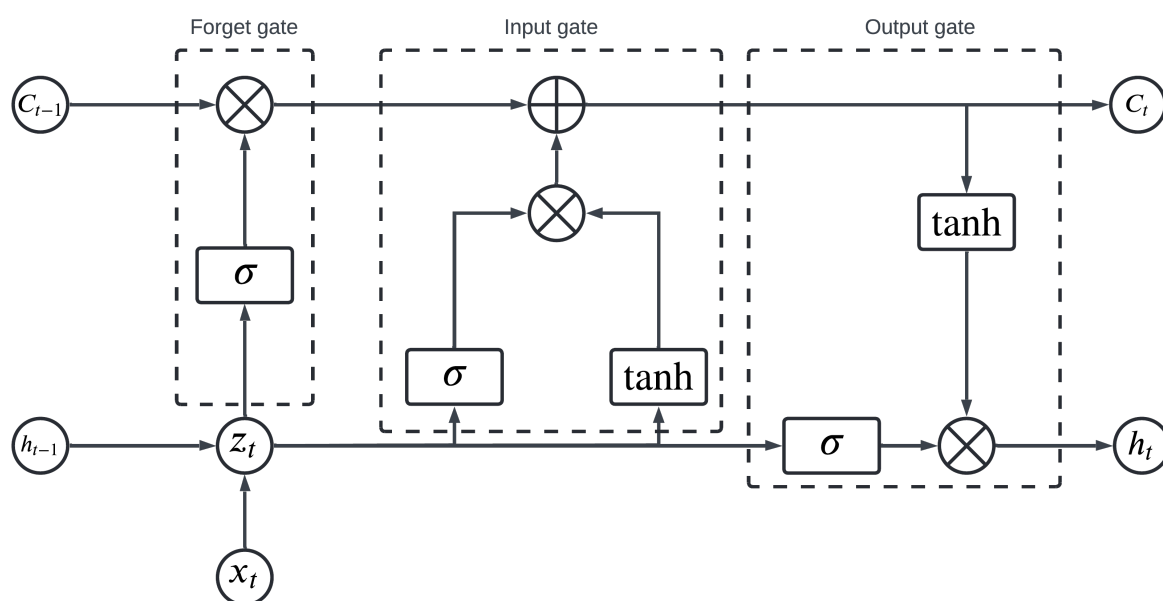 Forget gate
Input gate
Output gate
C_{t-1}
C_t
tanh
σ
σ
tanh
h_{t-1}
z_t
σ
h_t
x_t